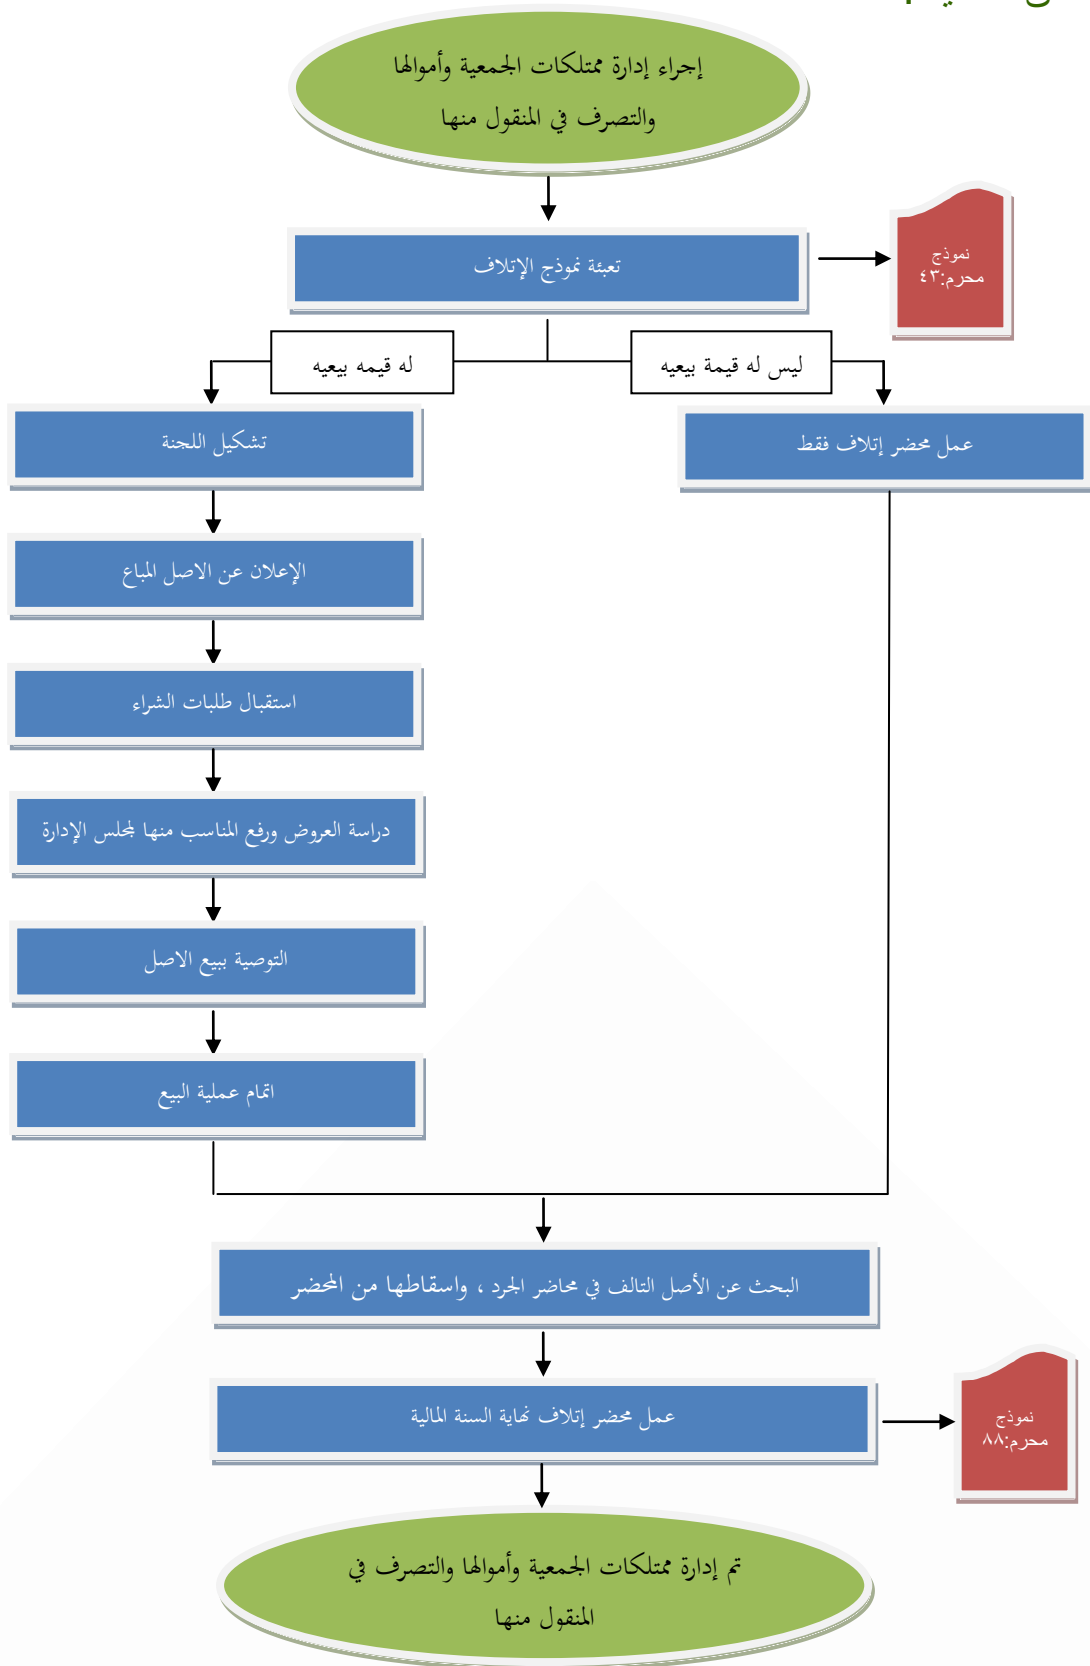 إجراء إدارة ممتلكات الجمعية وأموالها
والتصرف في المنقول منها
تعبئة نموذج الإتلاف
نموذج
محرم:٤٣
له قيمه بيعيه
ليس له قيمة بيعيه
تشكيل اللجنة
عمل محضر إتلاف فقط
الإعلان عن الاصل المباع
استقبال طلبات الشراء
دراسة العروض ورفع المناسب منها لمجلس الإدارة
التوصية ببيع الاصل
اتمام عملية البيع
البحث عن الأصل التالف في محاضر الجرد ، واسقاطها من المحضر
عمل محضر إتلاف نهاية السنة المالية
نموذج
محرم:٨٨
تم إدارة ممتلكات الجمعية وأموالها والتصرف في
المنقول منها